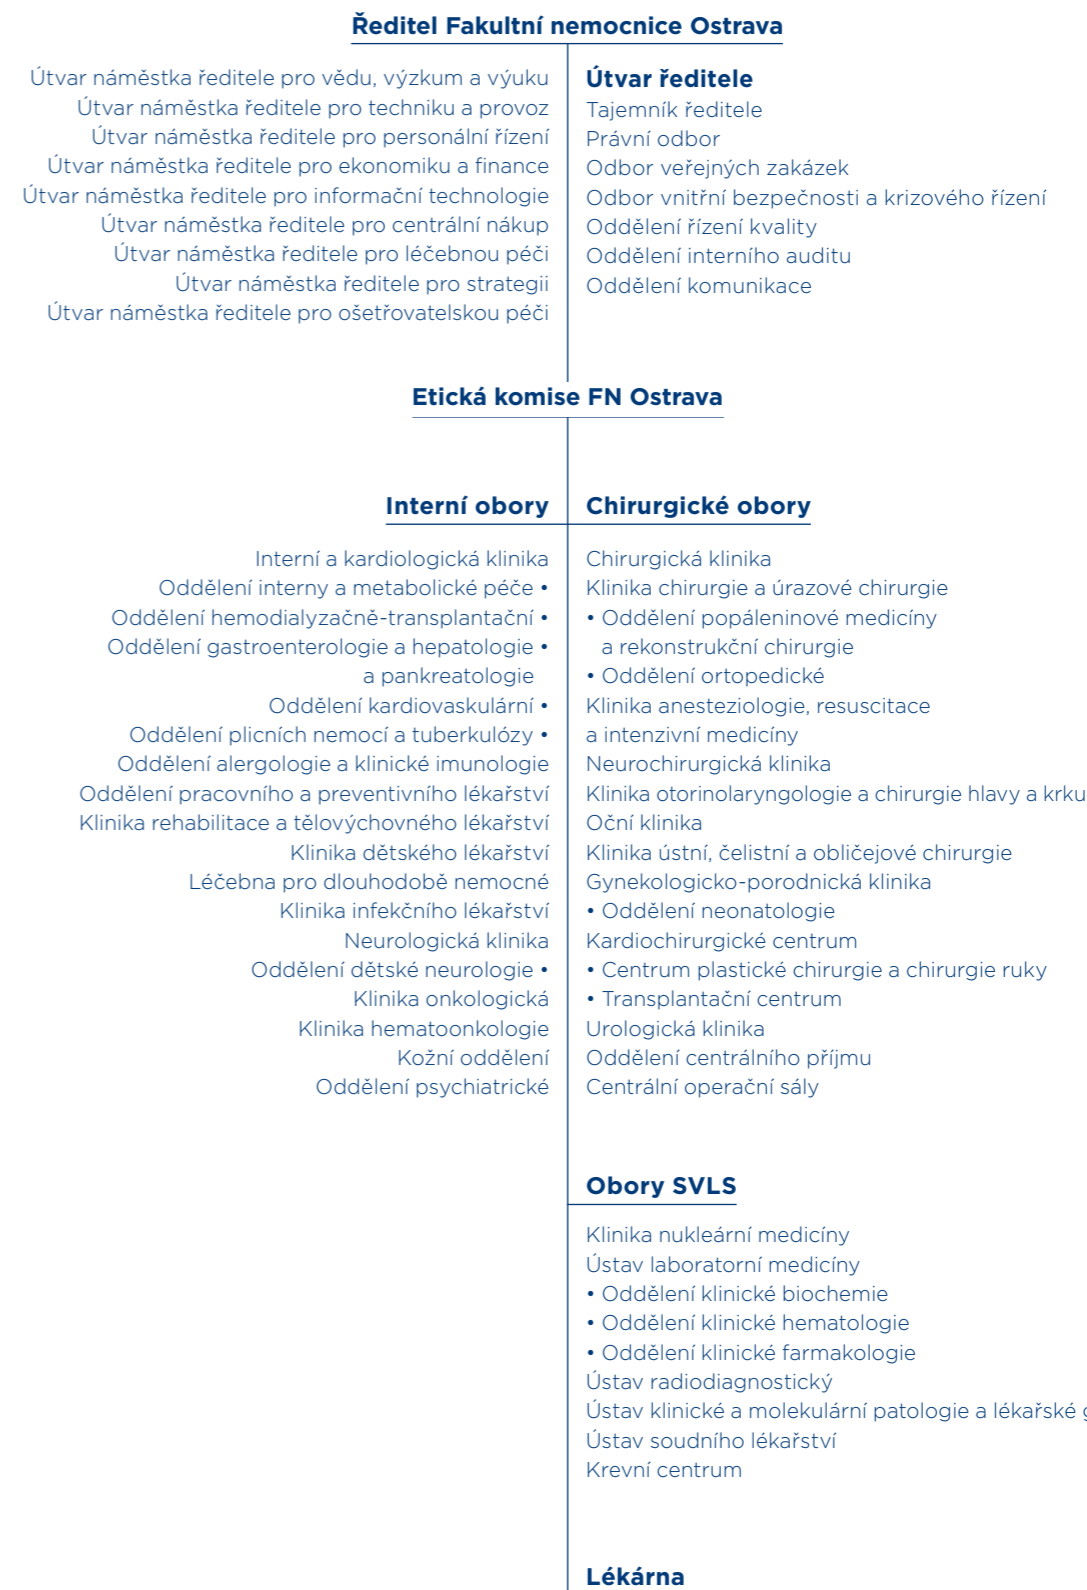 Ředitel Fakultní nemocnice Ostrava
Útvar náměstka ředitele pro vědu, výzkum a výuku
Útvar náměstka ředitele pro techniku a provoz
Útvar náměstka ředitele pro personální řízení
Útvar náměstka ředitele pro ekonomiku a finance
Útvar náměstka ředitele pro informační technologie
Útvar náměstka ředitele pro centrální nákup
Útvar náměstka ředitele pro léčebnou péči
Útvar náměstka ředitele pro strategii
Útvar náměstka ředitele pro ošetřovatelskou péči
Útvar ředitele
Tajemník ředitele
Právní odbor
Odbor veřejných zakázek
Odbor vnitřní bezpečnosti a krizového řízení
Oddělení řízení kvality
Oddělení interního auditu
Oddělení komunikace
Etická komise FN Ostrava
Interní obory
Interní a kardiologická klinika
Oddělení interny a metabolické péče •
Oddělení hemodialyzačně-transplantační •
Oddělení gastroenterologie a hepatologie •
a pankreatologie
Oddělení kardiovaskulární •
Oddělení plicních nemocí a tuberkulózy •
Oddělení alergologie a klinické imunologie
Oddělení pracovního a preventivního lékařství
Klinika rehabilitace a tělovýchovného lékařství
Klinika dětského lékařství
Léčebna pro dlouhodobě nemocné
Klinika infekčního lékařství
Neurologická klinika
Oddělení dětské neurologie •
Klinika onkologická
Klinika hematoonkologie
Kožní oddělení
Oddělení psychiatrické
Chirurgické obory
Chirurgická klinika
Klinika chirurgie a úrazové chirurgie
• Oddělení popáleninové medicíny
a rekonstrukční chirurgie
• Oddělení ortopedické
Klinika anesteziologie, resuscitace
a intenzivní medicíny
Neurochirurgická klinika
Klinika otorinolaryngologie a chirurgie hlavy a krku
Oční klinika
Klinika ústní, čelistní a obličejové chirurgie
Gynekologicko-porodnická klinika
• Oddělení neonatologie
Kardiochirurgické centrum
• Centrum plastické chirurgie a chirurgie ruky
• Transplantační centrum
Urologická klinika
Oddělení centrálního příjmu
Centrální operační sály
Obory SVLS
Klinika nukleární medicíny
Ústav laboratorní medicíny
• Oddělení klinické biochemie
• Oddělení klinické hematologie
• Oddělení klinické farmakologie
Ústav radiodiagnostický
Ústav klinické a molekulární patologie a lékařské
Ústav soudního lékařství
Krevní centrum
Lékárna